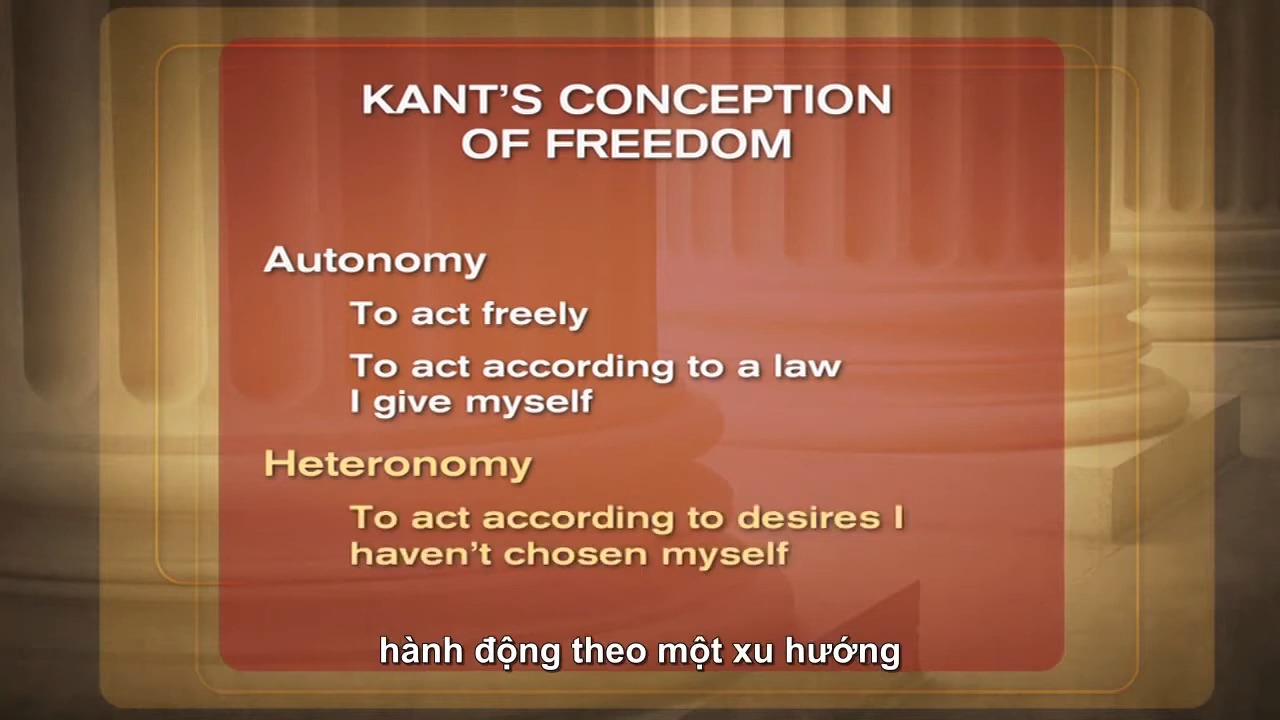 KANT'S CONCEPTION
OF FREEDOM
Autonomy
To act freely
To act according to a law
I give myself
Heteronomy
To act according to desires I
haven't chosen myself
hành động theo một xu hướng